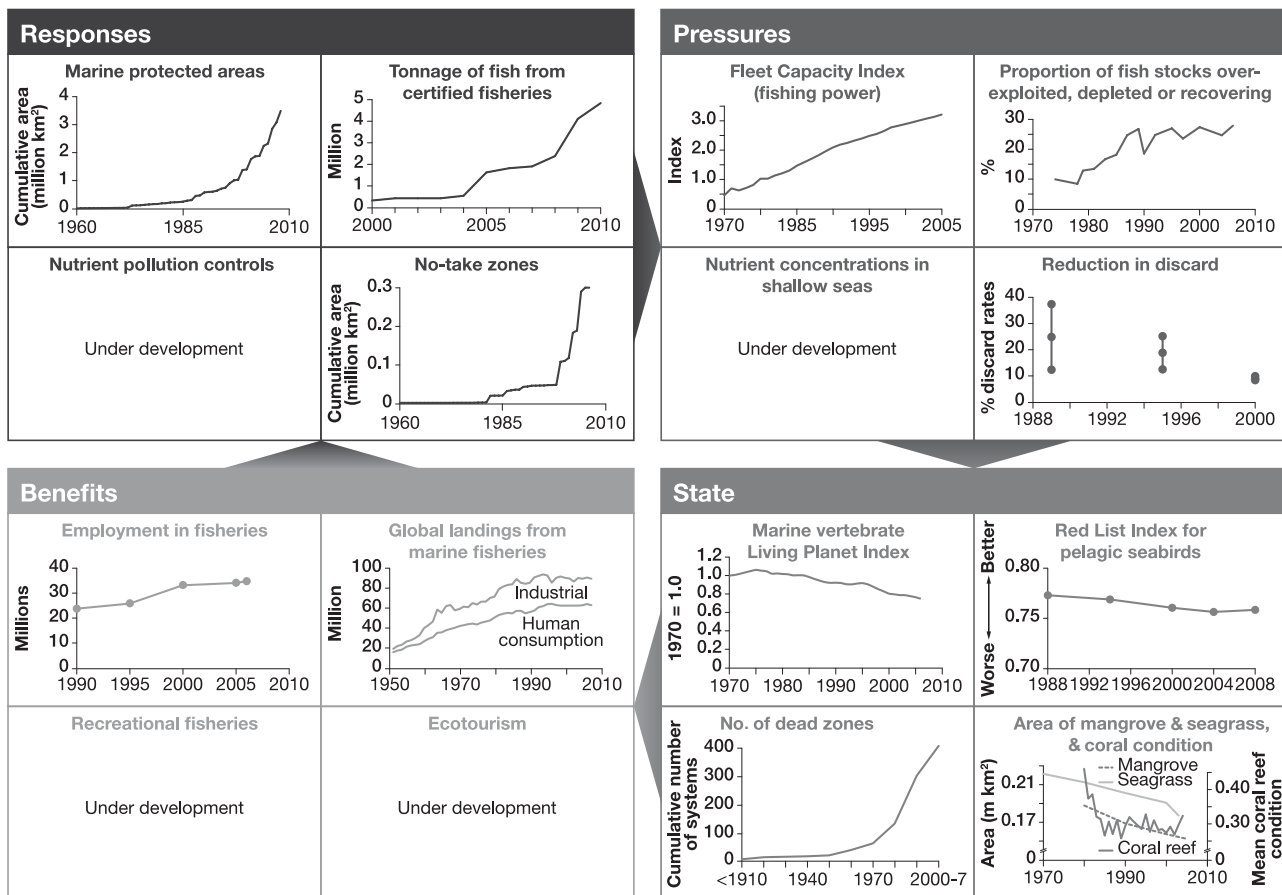 Responses
Marine protected areas
Cumulative area
(million km²)
4
3
2
1
0
1960
1985
2010
Tonnage of fish from
certified fisheries
Million
5
4
3
2
1
0
2000
2005
2010
Nutrient pollution controls
Under development
No-take zones
Cumulative area
(million km²)
0.3
0.2
0.1
0
1960
1985
2010
Pressures
Fleet Capacity Index
(fishing power)
Index
3.0
2.0
1.0
0
1970
1985
1995
2005
Proportion of fish stocks over-
exploited, depleted or recovering
%
30
20
10
0
1970
1980
1990
2000
2010
Nutrient concentrations in
shallow seas
Under development
Reduction in discard
% discard rates
40
30
20
10
0
1988
1992
1996
2000
Benefits
Employment in fisheries
Millions
40
30
20
10
0
1990
1995
2000
2005
2010
Global landings from
marine fisheries
Million
100
80
60
40
20
0
Industrial
Human
consumption
1950
1970
1990
2010
Recreational fisheries
Under development
Ecotourism
Under development
State
Marine vertebrate
Living Planet Index
1970 = 1.0
1.2
1.0
0.8
0.6
0.4
0.2
0
1970
1980
1990
2000
2010
Red List Index for
pelagic seabirds
Worse
Better
0.80
0.75
0.70
1988
1992
1996
2000
2004
2008
No. of dead zones
Cumulative number
of systems
400
300
200
100
0
<1910
1940
1970
2000-7
Area of mangrove & seagrass,
& coral condition
Area (m km²)
0.21
0.17
0
Mangrove
Seagrass
Coral reef
0.40
0.30
0
Mean coral reef
condition
1970
1990
2010